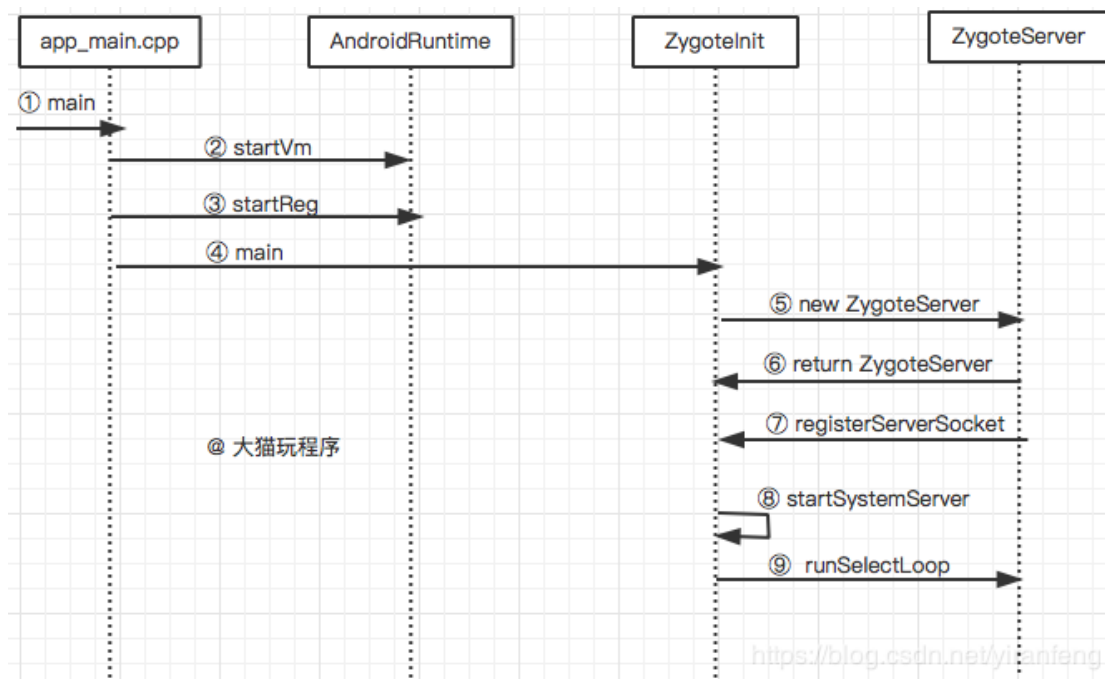 app_main.cpp
AndroidRuntime
ZygoteInit
ZygoteServer
① main
② startVm
③ startReg
④ main
⑤ new ZygoteServer
⑥ return ZygoteServer
⑦ registerServerSocket
@ 大猫玩程序
⑧ startSystemServer
⑨ runSelectLoop